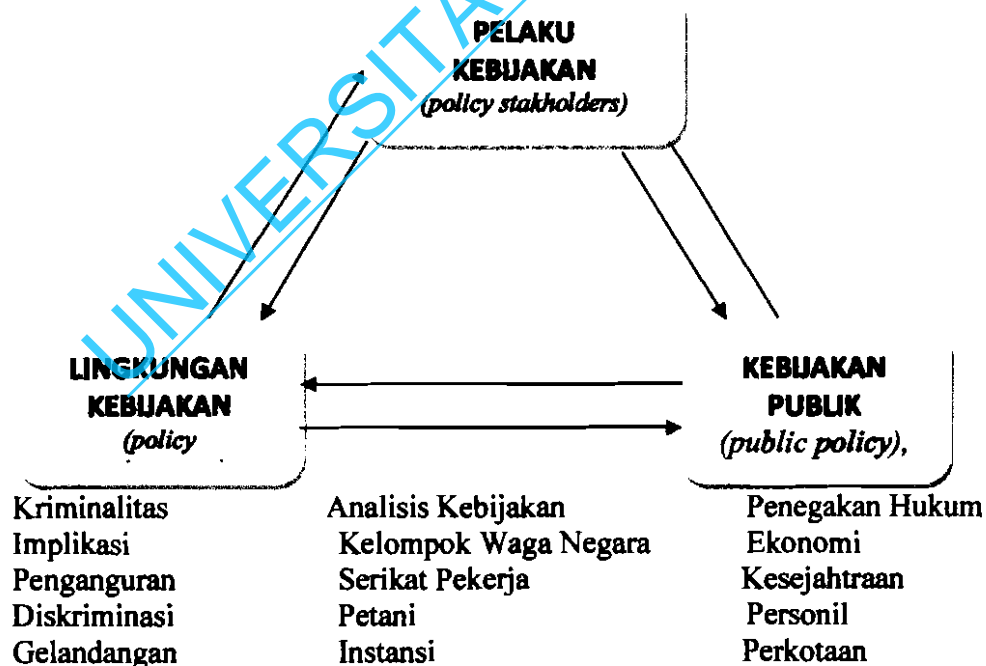 PELAKU
KEBIJAKAN
(policy stakholders)
UNIVERSITA
LINGKUNGAN
KEBIJAKAN
(policy
KEBIJAKAN
PUBLIK
(public policy),
Kriminalitas Analisis Kebijakan Penegakan Hukum
Implikasi Kelompok Waga Negara Ekonomi
Penganguran Serikat Pekerja Kesejahtraan
Diskriminasi Petani Personil
Gelandangan Instansi Perkotaan